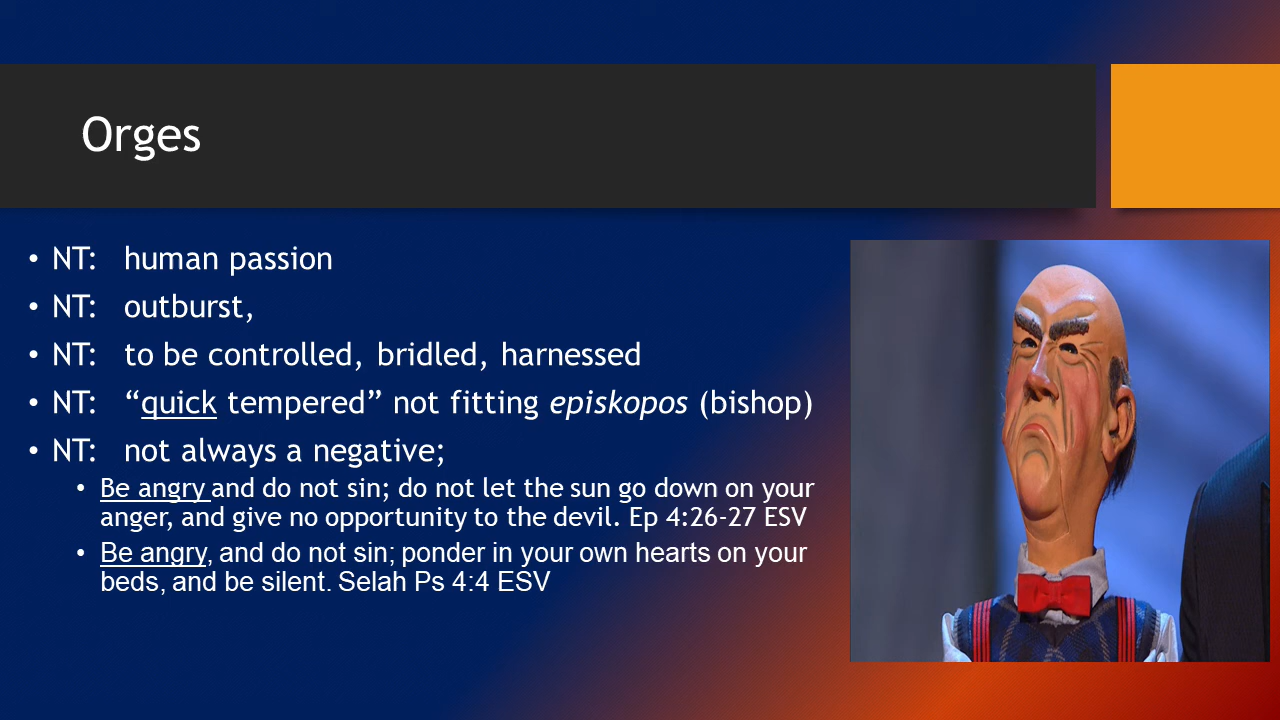 Orges
• NT: human passion
• NT: outburst,
• NT: to be controlled, bridled, harnessed
• NT: “quick tempered” not fitting episkopos (bishop)
• NT: not always a negative;
• Be angry and do not sin; do not let the sun go down on your
anger, and give no opportunity to the devil. Ep 4:26-27 ESV
• Be angry, and do not sin; ponder in your own hearts on your
beds, and be silent. Selah Ps 4:4 ESV